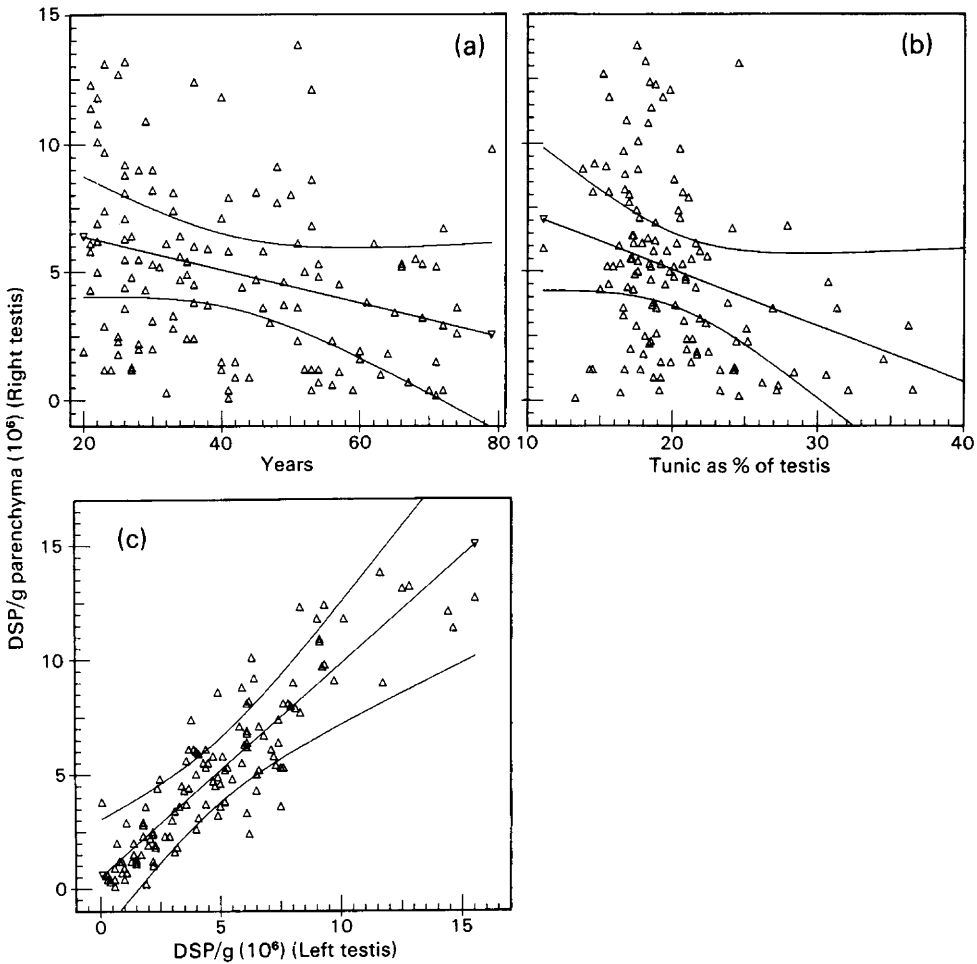 15
10
5
0
20
40
60
80
Years
(a)
10
20
30
40
Tunic as % of testis
(b)
DSP/g parenchyma (10⁶) (Right testis)
15
10
5
0
0
5
10
15
DSP/g (10⁶) (Left testis)
(c)